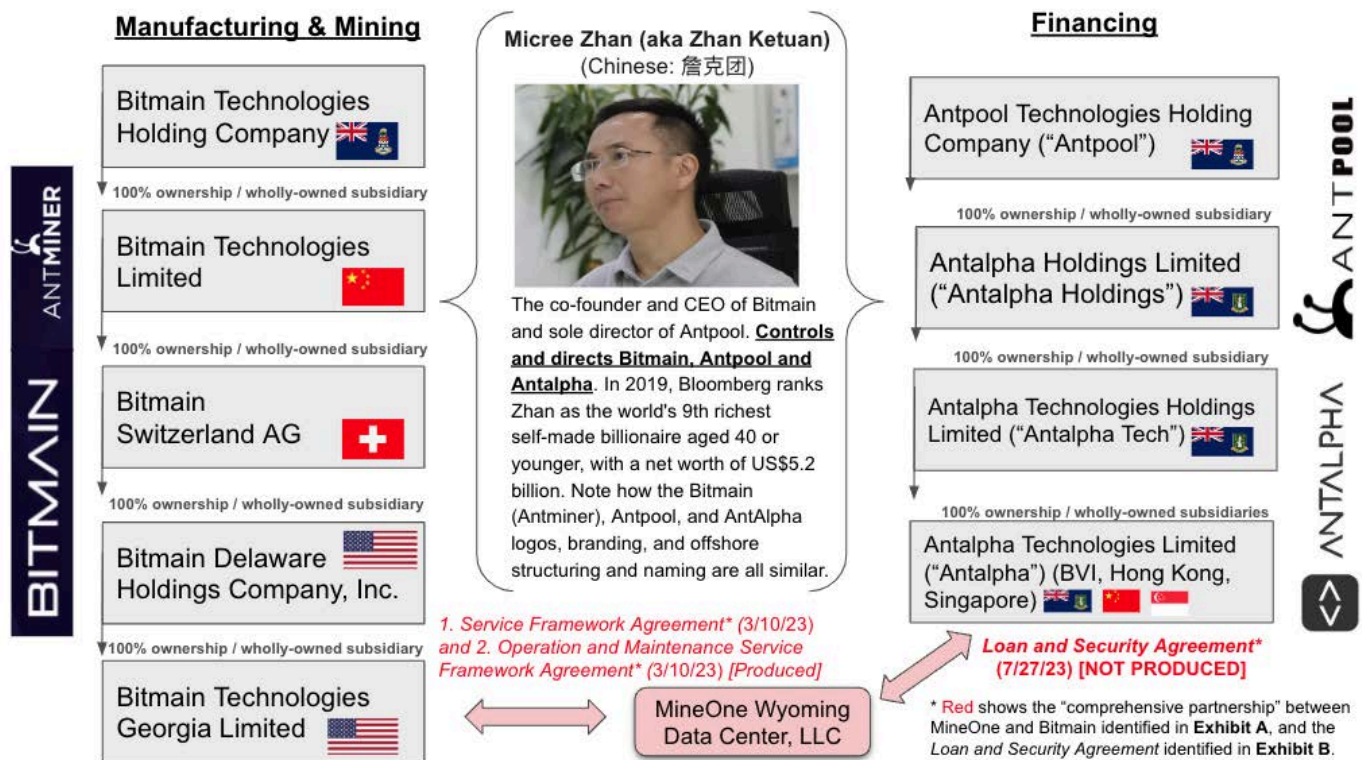 Manufacturing & Mining
Bitmain Technologies
Holding Company
100% ownership / wholly-owned subsidiary
Bitmain Technologies
Limited
100% ownership / wholly-owned subsidiary
Bitmain
Switzerland AG
100% ownership / wholly-owned subsidiary
Bitmain Delaware
Holdings Company, Inc.
100% ownership / wholly-owned subsidiary
Bitmain Technologies
Georgia Limited
ANTMINER
BITMAIN
Micree Zhan (aka Zhan Ketuan)
(Chinese: 詹克团)
The co-founder and CEO of Bitmain
and sole director of Antpool. Controls
and directs Bitmain, Antpool and
Antalpha. In 2019, Bloomberg ranks
Zhan as the world's 9th richest
self-made billionaire aged 40 or
younger, with a net worth of US$5.2
billion. Note how the Bitmain
(Antminer), Antpool, and AntAlpha
logos, branding, and offshore
structuring and naming are all similar.
1. Service Framework Agreement* (3/10/23)
and 2. Operation and Maintenance Service
Framework Agreement* (3/10/23) [Produced]
MineOne Wyoming
Data Center, LLC
Financing
Antpool Technologies Holding
Company (“Antpool”)
100% ownership / wholly-owned subsidiary
Antalpha Holdings Limited
(“Antalpha Holdings”)
100% ownership / wholly-owned subsidiary
Antalpha Technologies Holdings
Limited (“Antalpha Tech”)
100% ownership / wholly-owned subsidiaries
Antalpha Technologies Limited
(“Antalpha”) (BVI, Hong Kong,
Singapore)
Loan and Security Agreement*
(7/27/23) [NOT PRODUCED]
* Red shows the “comprehensive partnership” between
MineOne and Bitmain identified in Exhibit A, and the
Loan and Security Agreement identified in Exhibit B.
ANTPOOL
ANTALPHA